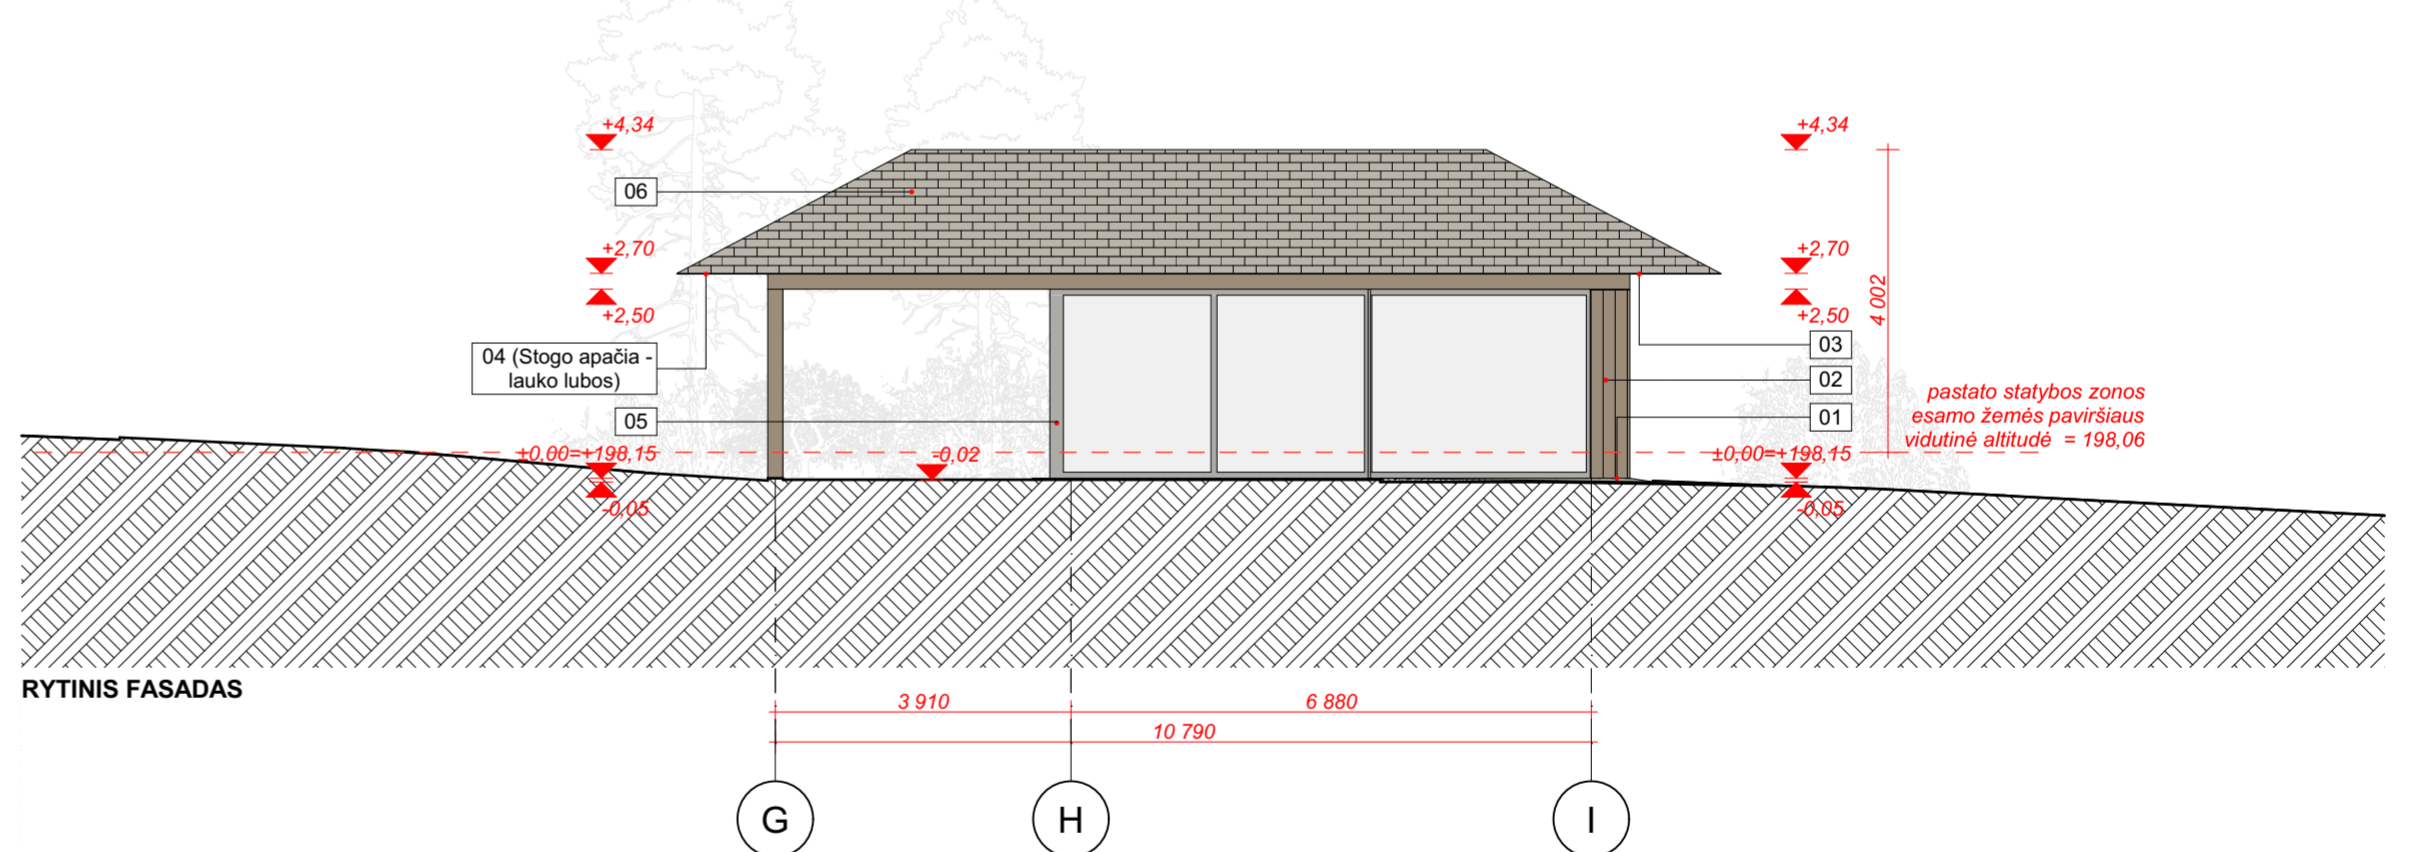 +4,34
+4,34
06
+2,70
+2,70
+2,50
+2,50
4 002
04 (Stogo apačia -
lauko lubos)
03
02
01
05
pastato statybos zonos
esamo žemės paviršiaus
vidutinė altitudė = 198,06
±0,00=+198,15
-0,02
±0,00=+198,15
-0,05
-0,05
RYTINIS FASADAS
3 910
6 880
10 790
G
H
I